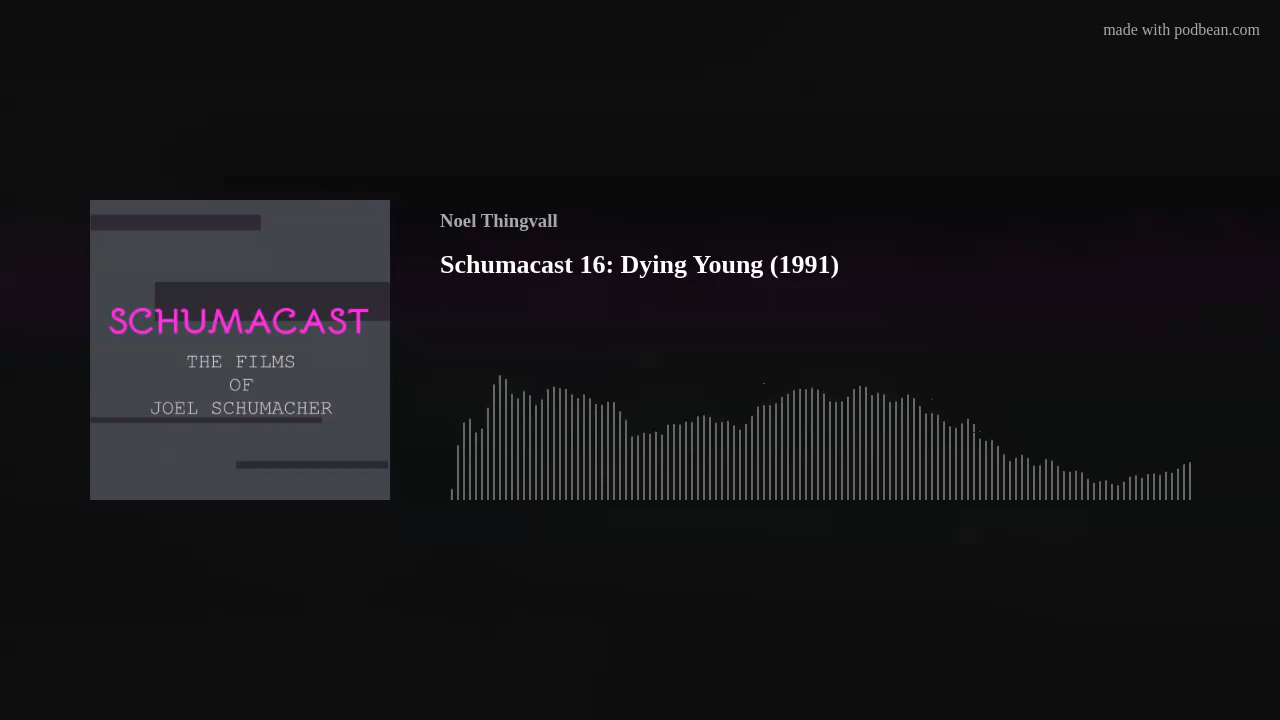 made with podbean.com
Noel Thingvall
Schumacast 16: Dying Young (1991)
SCHUMACAST
THE FILMS
OF
JOEL SCHUMACHER